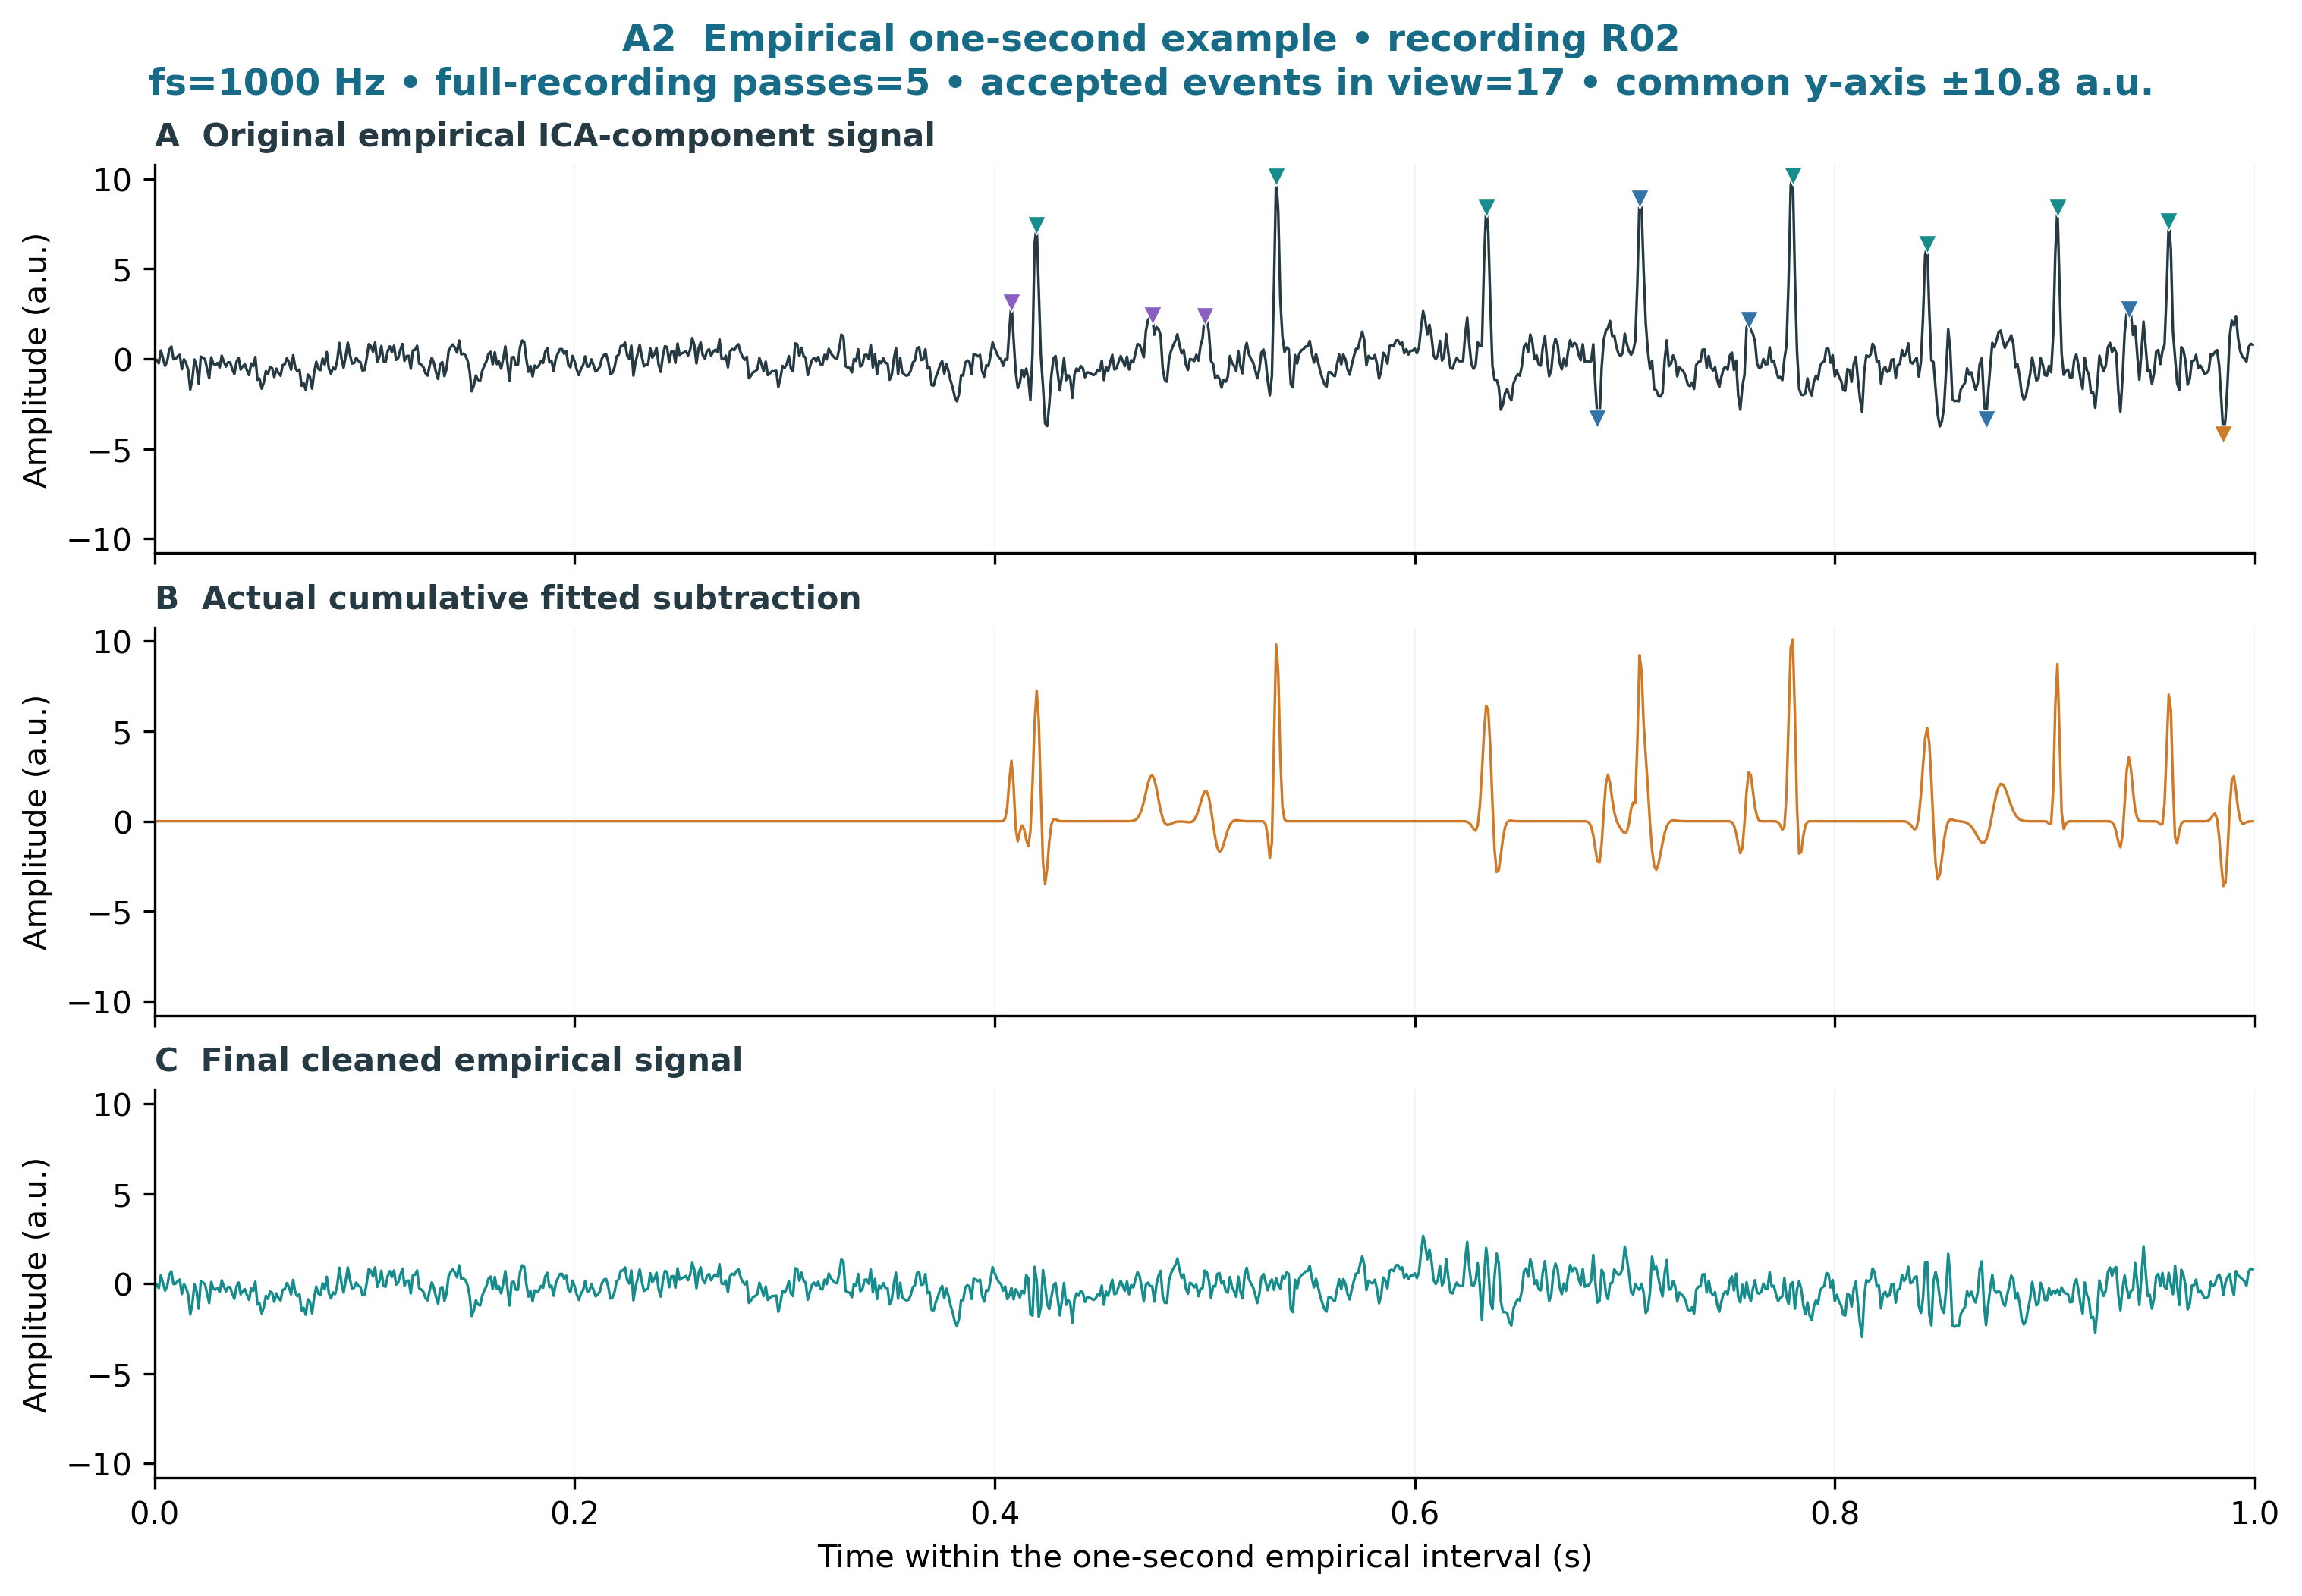 A2  Empirical one-second example • recording R02
fs=1000 Hz • full-recording passes=5 • accepted events in view=17 • common y-axis ±10.8 a.u.
A  Original empirical ICA-component signal
Amplitude (a.u.)
10
5
0
−5
−10
B  Actual cumulative fitted subtraction
Amplitude (a.u.)
10
5
0
−5
−10
C  Final cleaned empirical signal
Amplitude (a.u.)
10
5
0
−5
−10
0.0 0.2 0.4 0.6 0.8 1.0
Time within the one-second empirical interval (s)